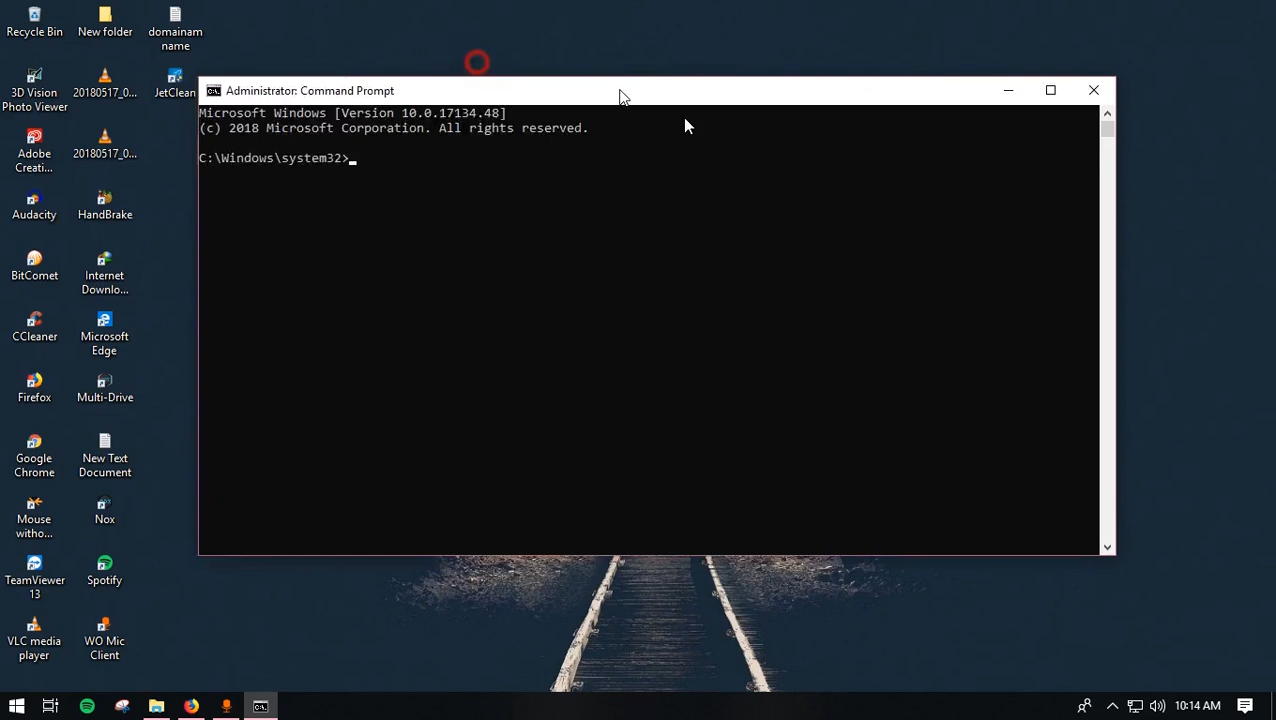 Recycle Bin
New folder
domainam
name
3D Vision
Photo Viewer
20180517_0...
JetClean
Adobe
Creati...
20180517_0...
Audacity
HandBrake
BitComet
Internet
Downlo...
CCleaner
Microsoft
Edge
Firefox
Multi-Drive
Google
Chrome
New Text
Document
Mouse
witho...
Nox
TeamViewer
13
Spotify
VLC media
player
WO Mic
Client
Administrator: Command Prompt
Microsoft Windows [Version 10.0.17134.48]
(c) 2018 Microsoft Corporation. All rights reserved.
C:\Windows\system32>
10:14 AM